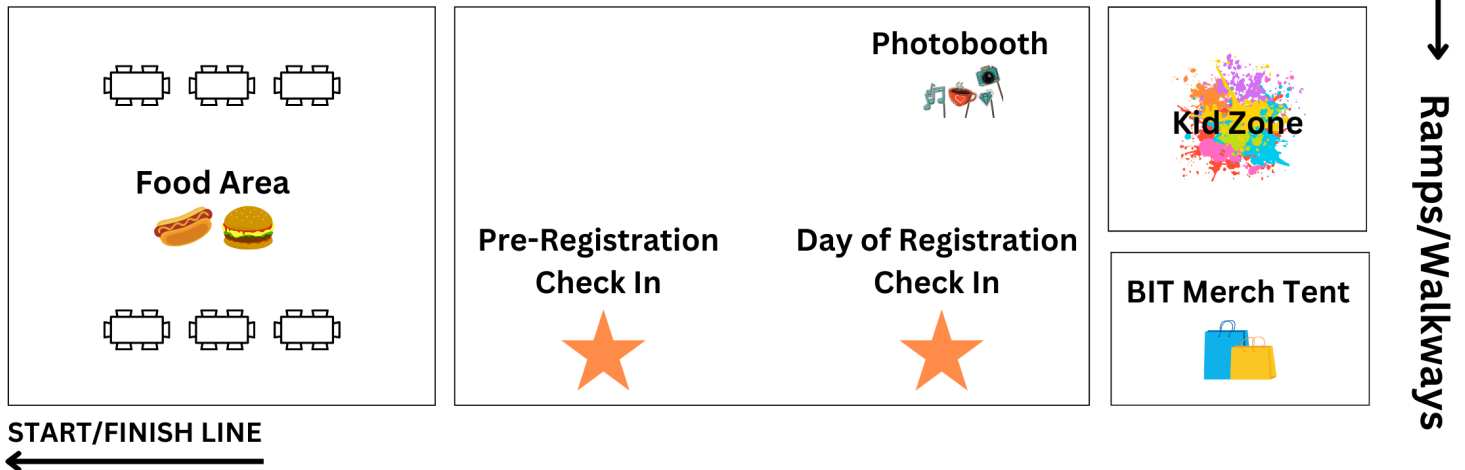 Food Area
Photobooth
Pre-Registration
Check In
Day of Registration
Check In
Kid Zone
BIT Merch Tent
Ramps/Walkways
START/FINISH LINE